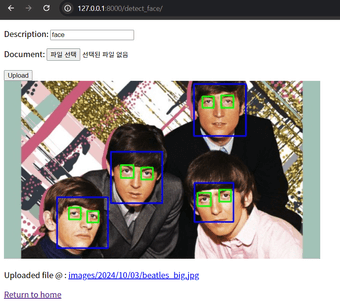 127.0.0.1:8000/detect_face/
Description: face
Document: 파일 선택 선택된 파일 없음
Upload
Uploaded file @ : images/2024/10/03/beatles_big.jpg
Return to home